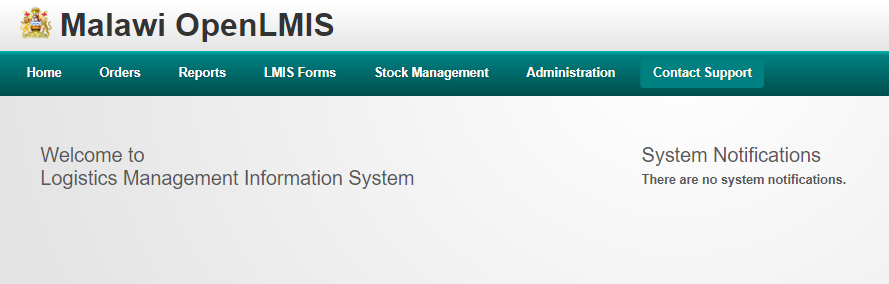 Malawi OpenLMIS
Home Orders Reports LMIS Forms Stock Management Administration Contact Support
Welcome to
Logistics Management Information System
System Notifications
There are no system notifications.